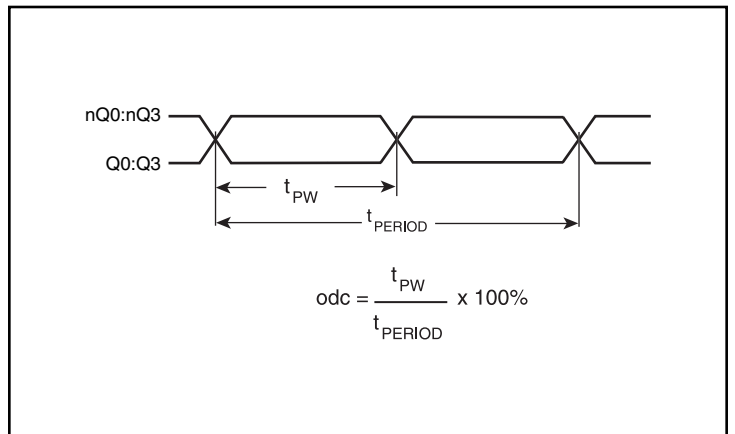 nQ0:nQ3
Q0:Q3
tPW
tPERIOD
odc = tPW / tPERIOD x 100%